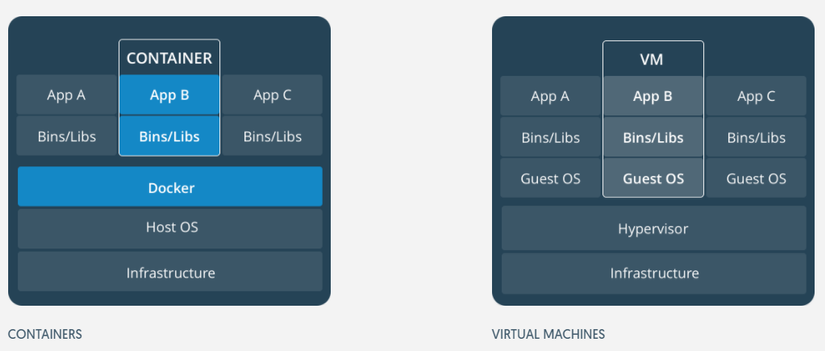 CONTAINER
App A App B App C
Bins/Libs Bins/Libs Bins/Libs
Docker
Host OS
Infrastructure
CONTAINERS
VM
App A App B App C
Bins/Libs Bins/Libs Bins/Libs
Guest OS Guest OS Guest OS
Hypervisor
Infrastructure
VIRTUAL MACHINES